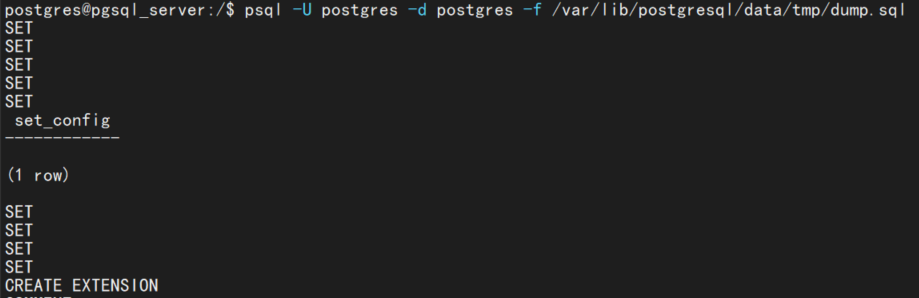 postgres@pgsql_server:/$ psql -U postgres -d postgres -f /var/lib/postgresql/data/tmp/dump.sql
SET
SET
SET
SET
SET
 set_config
------------

(1 row)

SET
SET
SET
SET
CREATE EXTENSION